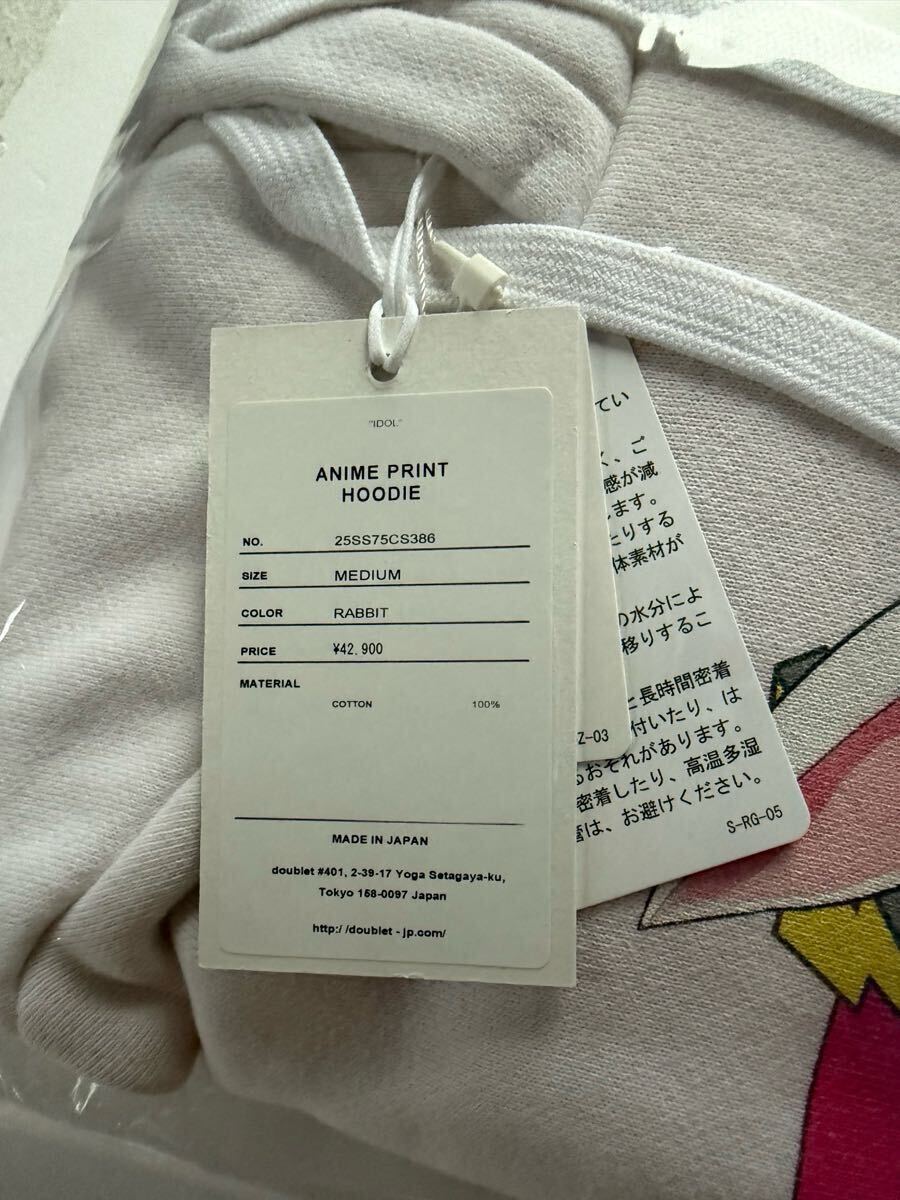 "IDOL"
ANIME PRINT
HOODIE
NO. 25SS75CS386
SIZE MEDIUM
COLOR RABBIT
PRICE ¥42.900
MATERIAL
COTTON 100%
MADE IN JAPAN
doublet #401, 2-39-17 Yoga Setagaya-ku,
Tokyo 158-0097 Japan
http://doublet-jp.com/
Z-03
てい
く、ご
感が減
ます。
たりする
体素材が
の水分によ
移りするこ
と長時間密着
付いたり、は
るおそれがあります。
密着したり、高温多湿
管は、お避けください。
S-RG-05